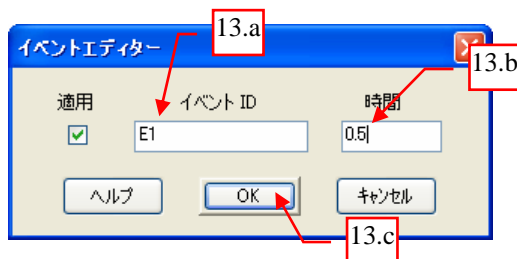 13.a
イベントエディター
13.b
適用 イベント ID 時間
E1 0.5
ヘルプ OK キャンセル
13.c